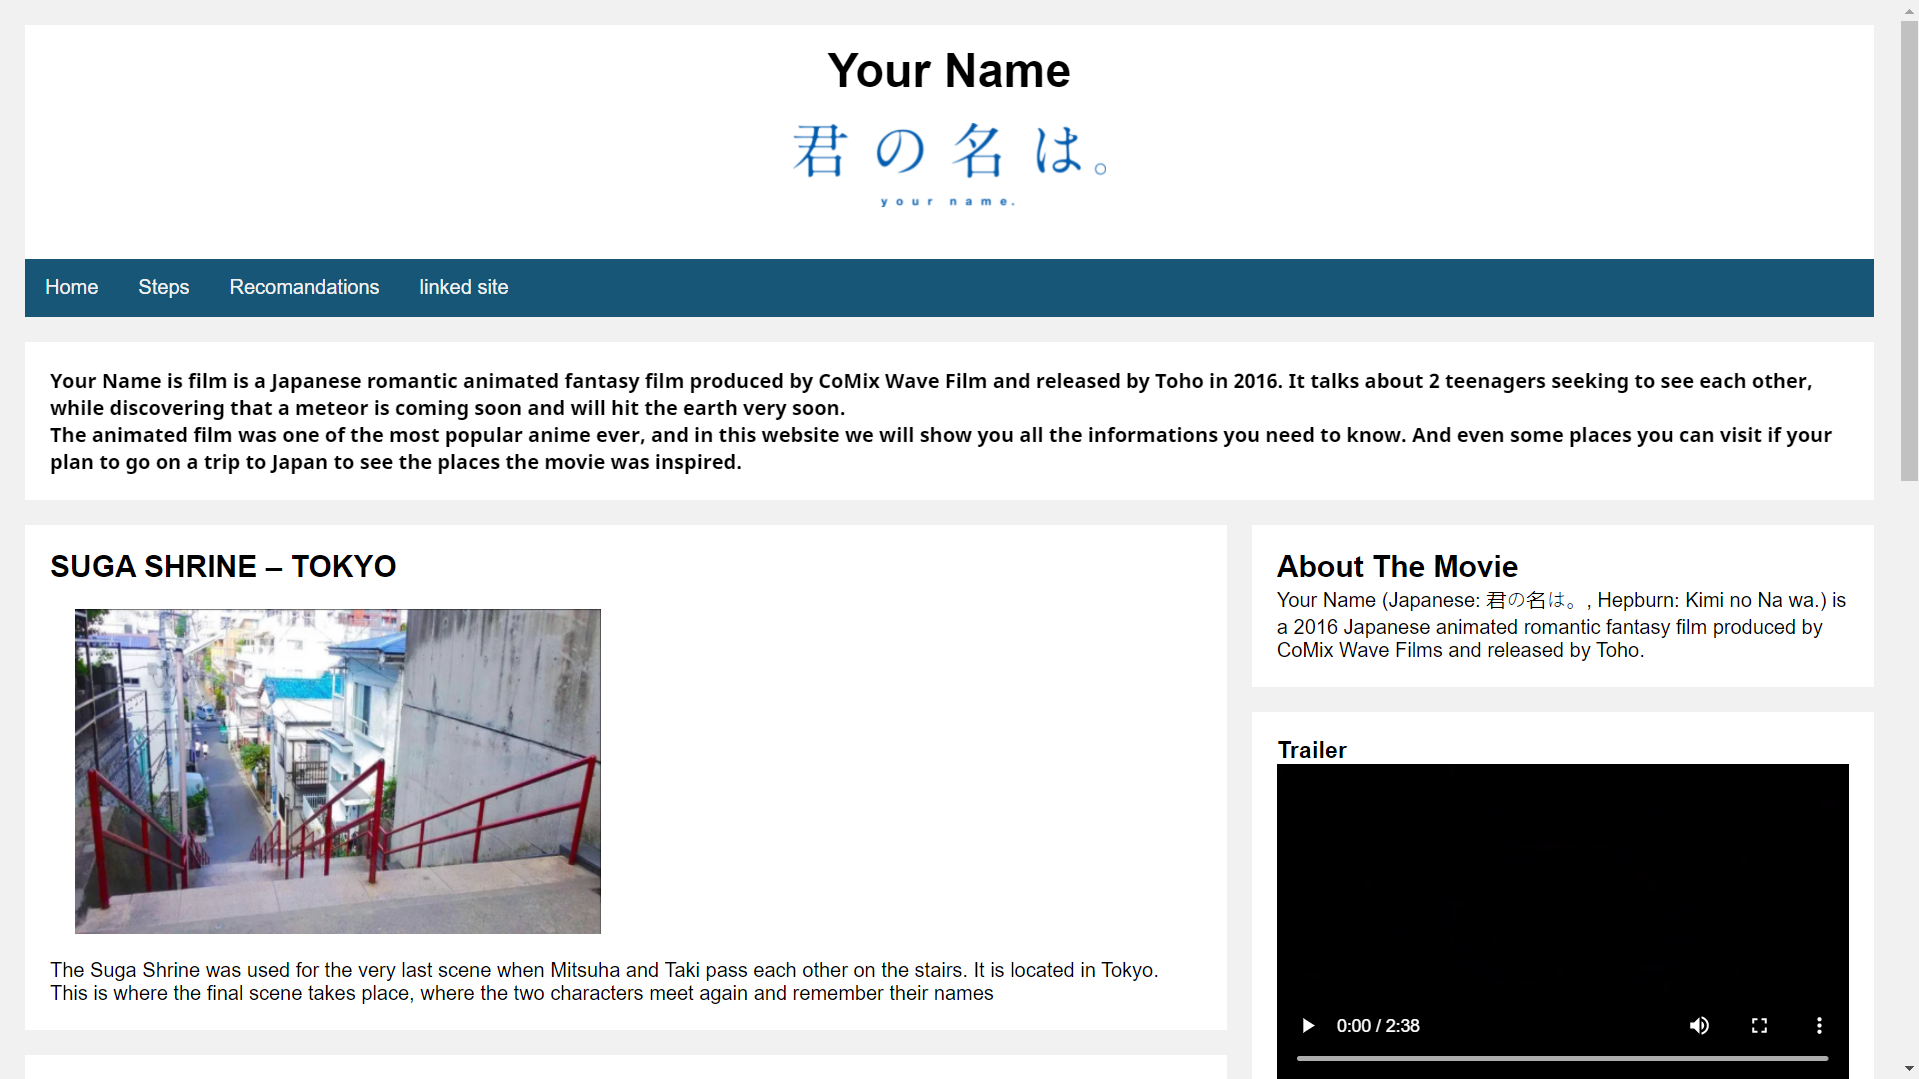 Your Name
君の名は。
your name.
Home Steps Recomandations linked site
Your Name is film is a Japanese romantic animated fantasy film produced by CoMix Wave Film and released by Toho in 2016. It talks about 2 teenagers seeking to see each other,
while discovering that a meteor is coming soon and will hit the earth very soon.
The animated film was one of the most popular anime ever, and in this website we will show you all the informations you need to know. And even some places you can visit if your
plan to go on a trip to Japan to see the places the movie was inspired.
SUGA SHRINE – TOKYO
The Suga Shrine was used for the very last scene when Mitsuha and Taki pass each other on the stairs. It is located in Tokyo.
This is where the final scene takes place, where the two characters meet again and remember their names
About The Movie
Your Name (Japanese: 君の名は。, Hepburn: Kimi no Na wa.) is
a 2016 Japanese animated romantic fantasy film produced by
CoMix Wave Films and released by Toho.
Trailer
0:00 / 2:38